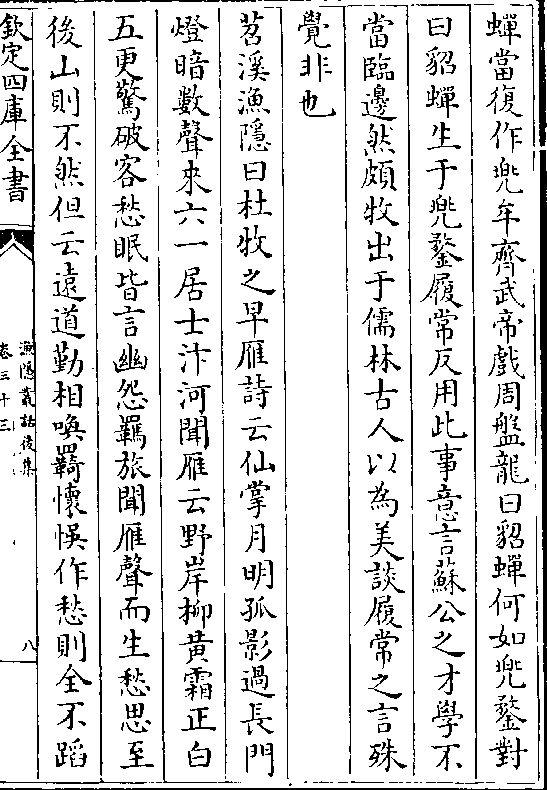 蟬當復作兠牟齊武帝戲周盤龍曰貂蟬何如兠鍪對
曰貂蟬生于兠鍪履常反用此事意言蘇公之才學不
當臨邊然頗牧出于儒林古人以為美談履常之言殊
覺非也
苕溪漁隱曰杜牧之早雁詩云仙掌月明孤影過長門
燈暗數聲來六一居士汴河聞雁云野岸柳黃霜正白
五更驚破客愁眠皆言幽怨羈旅聞雁聲而生愁思至
後山則不然但云遠道勤相喚羇懷悞作愁則全不蹈
欽定四庫全書
漁隱叢話後集
卷三十三
八